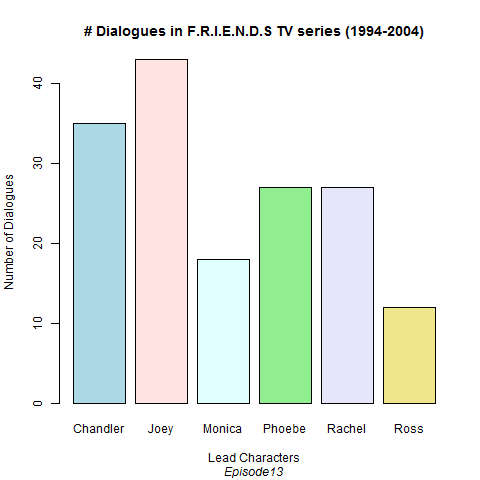 # Dialogues in F.R.I.E.N.D.S TV series (1994-2004)
Number of Dialogues
40
30
20
10
0
Chandler Joey Monica Phoebe Rachel Ross
Lead Characters
Episode13